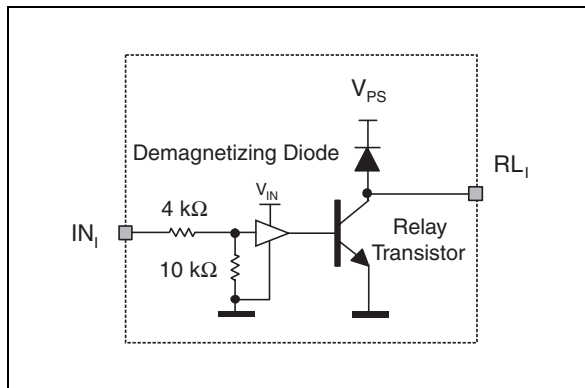 V_PS
Demagnetizing Diode
RL_I
V_IN
4 kΩ
IN_I
Relay
Transistor
10 kΩ